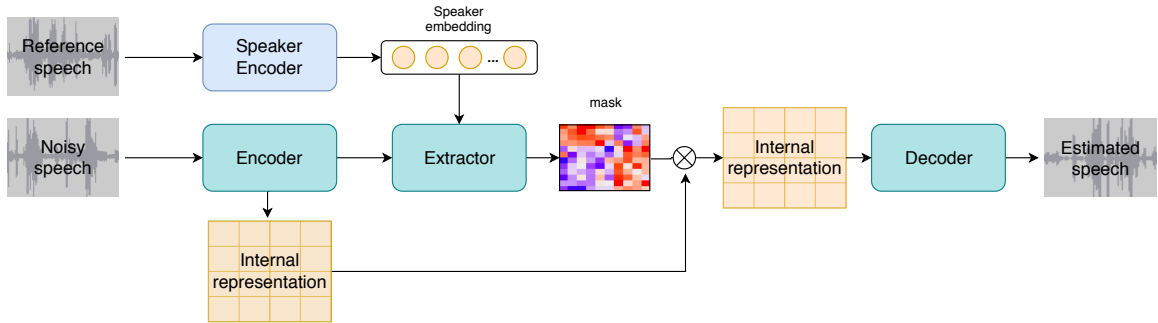 Reference
speech
Speaker
Encoder
Speaker
embedding
...
Noisy
speech
Encoder
Extractor
mask
Internal
representation
Decoder
Estimated
speech
Internal
representation